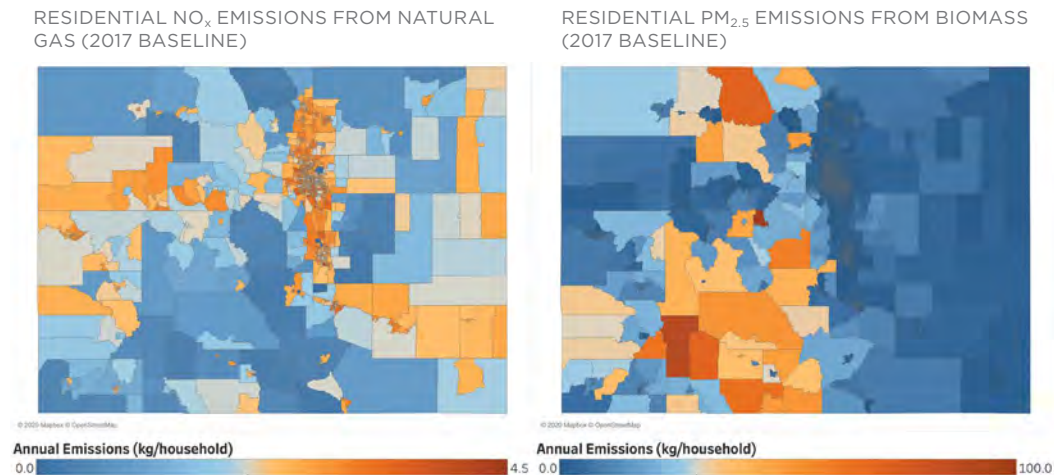 RESIDENTIAL NOx EMISSIONS FROM NATURAL
GAS (2017 BASELINE)
© 2020 Mapbox © OpenStreetMap
Annual Emissions (kg/household)
0.0 4.5
RESIDENTIAL PM2.5 EMISSIONS FROM BIOMASS
(2017 BASELINE)
© 2020 Mapbox © OpenStreetMap
Annual Emissions (kg/household)
0.0 100.0